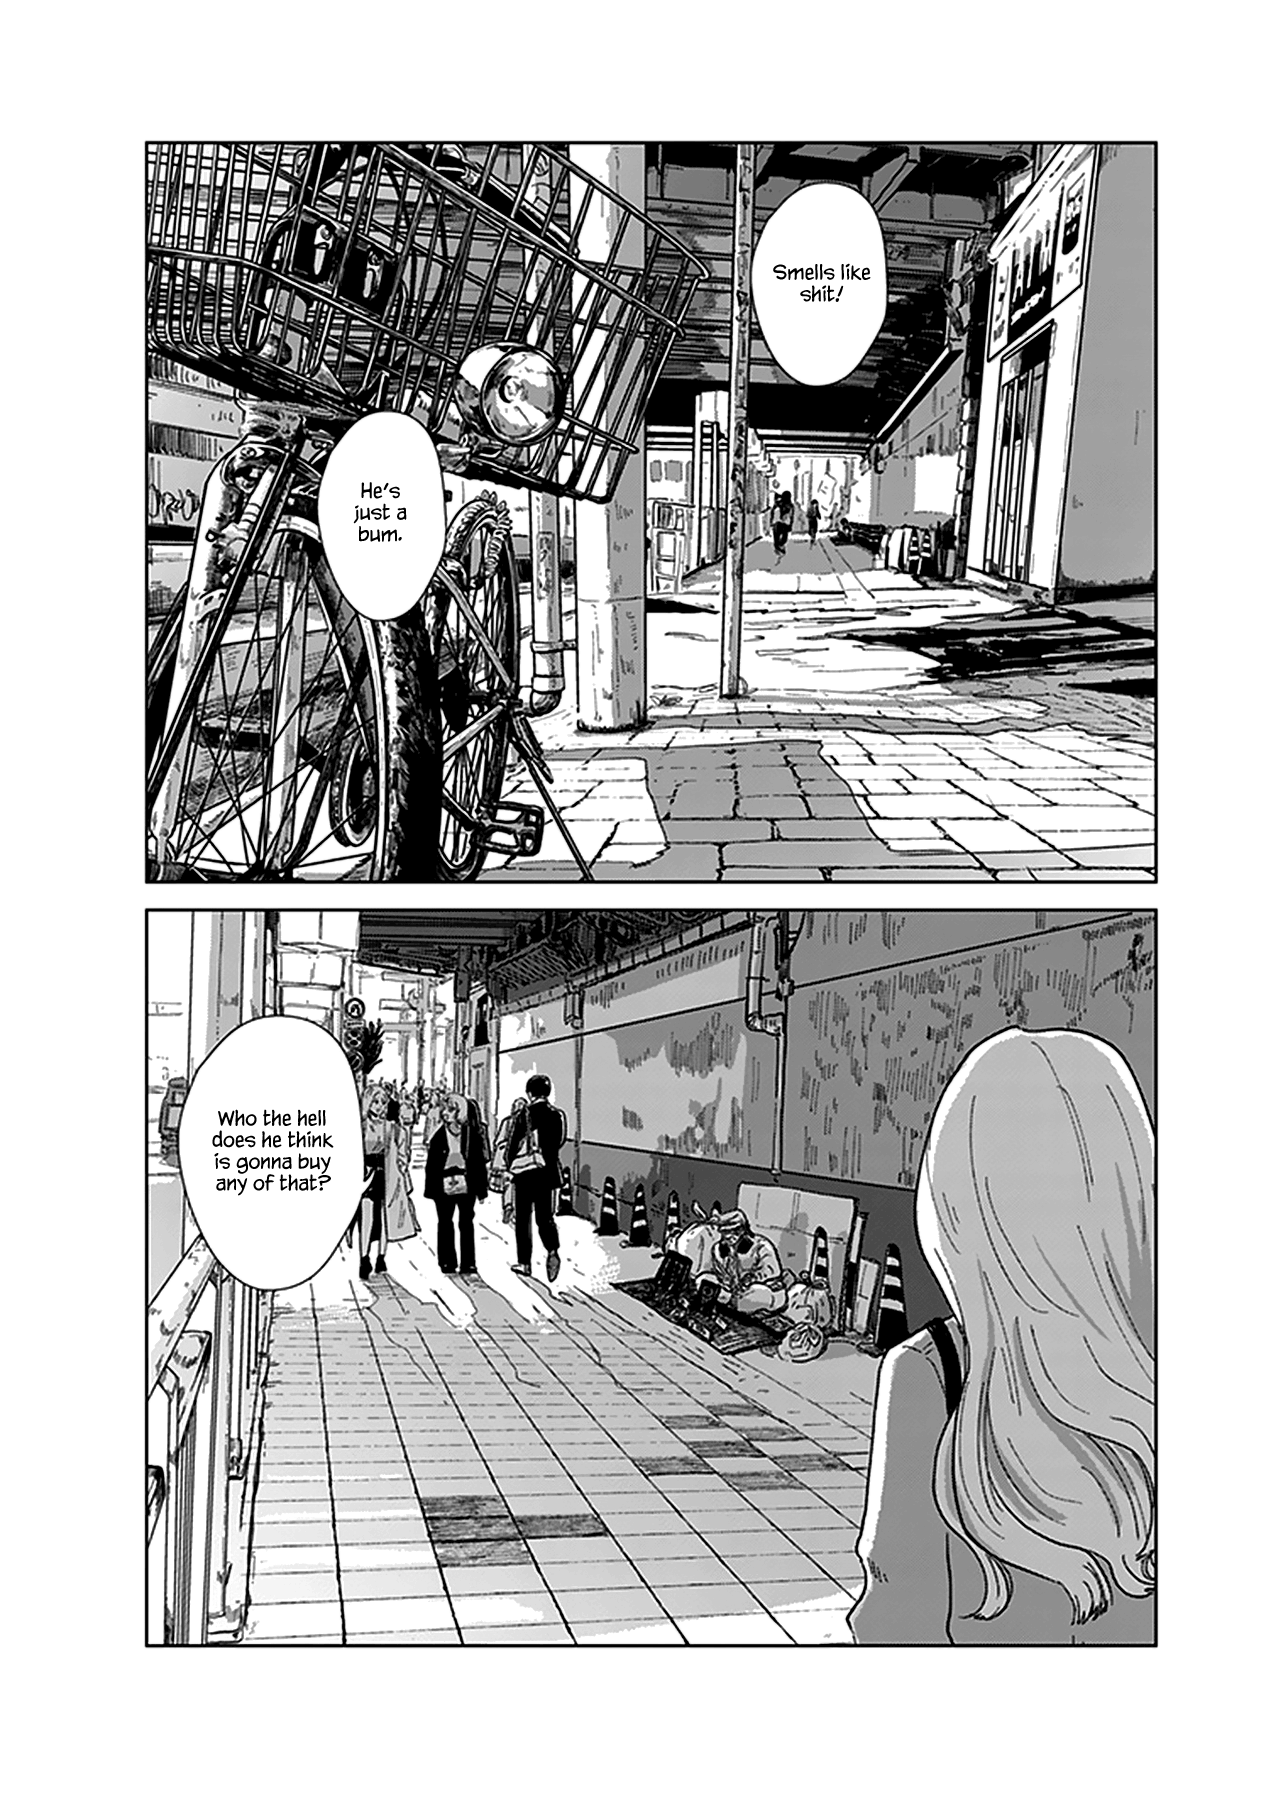 Smells like
shit!
He's
just a
bum.
Who the hell
does he think
is gonna buy
any of that?